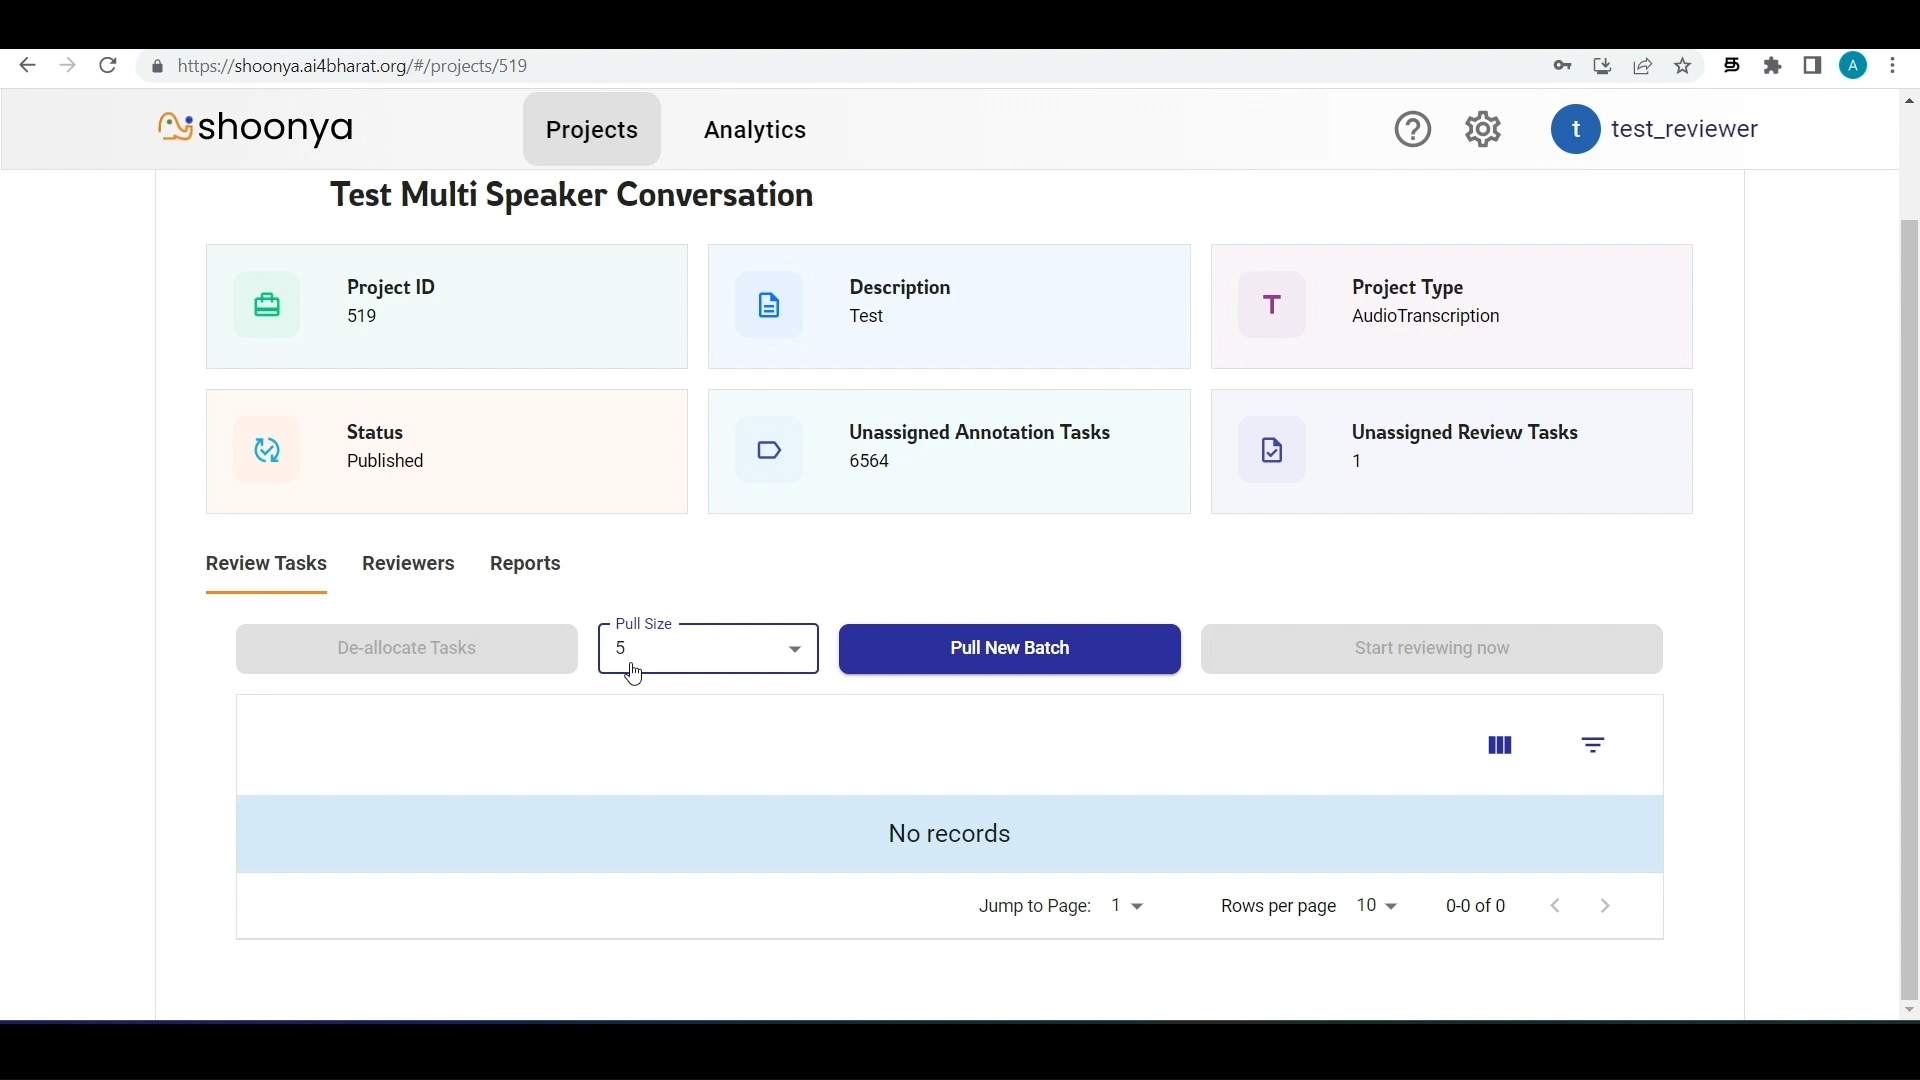 https://shoonya.ai4bharat.org/#/projects/519
A
shoonya
Projects
Analytics
t
test_reviewer
Test Multi Speaker Conversation
Project ID
519
Description
Test
T
Project Type
AudioTranscription
Status
Published
Unassigned Annotation Tasks
6564
Unassigned Review Tasks
1
Review Tasks
Reviewers
Reports
De-allocate Tasks
Pull Size
5
Pull New Batch
Start reviewing now
No records
Jump to Page: 1
Rows per page 10
0-0 of 0